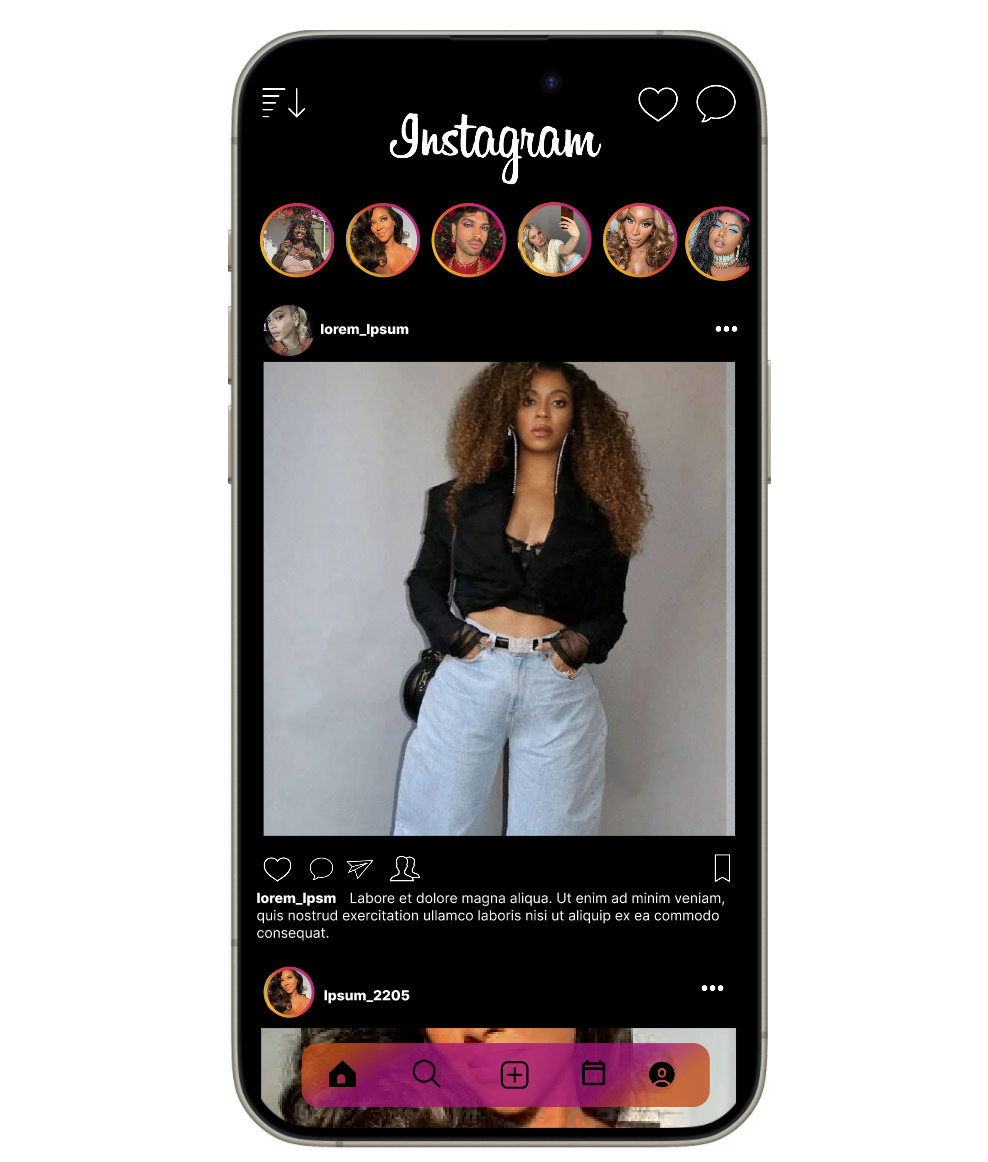 Instagram
lorem_Ipsum
lorem_Ipsm Labore et dolore magna aliqua. Ut enim ad minim veniam,
quis nostrud exercitation ullamco laboris nisi ut aliquip ex ea commodo
consequat.
Ipsum_2205